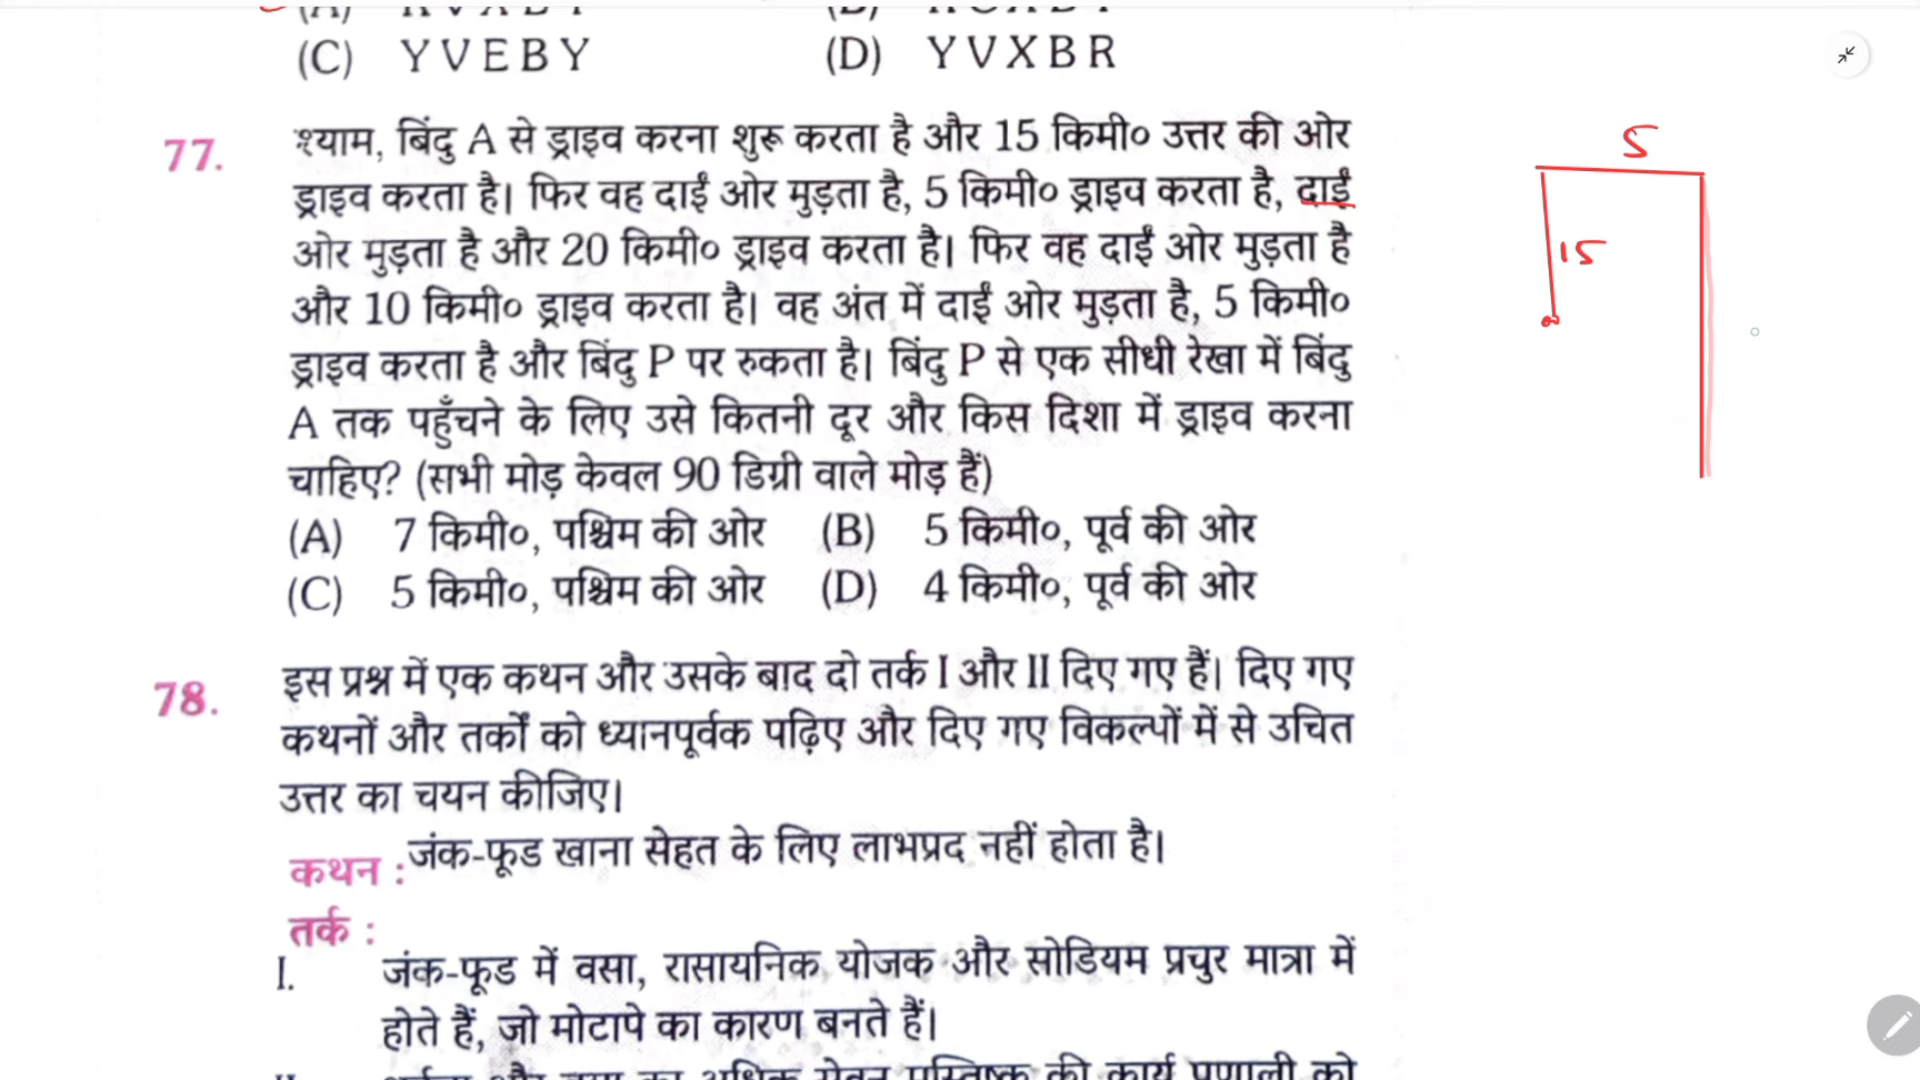 (C) Y V E B Y (D) Y V X B R
77. श्याम, बिंदु A से ड्राइव करना शुरू करता है और 15 किमी० उत्तर की ओर
ड्राइव करता है। फिर वह दाईं ओर मुड़ता है, 5 किमी० ड्राइव करता है, दाईं
ओर मुड़ता है और 20 किमी० ड्राइव करता है। फिर वह दाईं ओर मुड़ता है
और 10 किमी० ड्राइव करता है। वह अंत में दाईं ओर मुड़ता है, 5 किमी०
ड्राइव करता है और बिंदु P पर रुकता है। बिंदु P से एक सीधी रेखा में बिंदु
A तक पहुँचने के लिए उसे कितनी दूर और किस दिशा में ड्राइव करना
चाहिए? (सभी मोड़ केवल 90 डिग्री वाले मोड़ हैं)
(A) 7 किमी०, पश्चिम की ओर (B) 5 किमी०, पूर्व की ओर
(C) 5 किमी०, पश्चिम की ओर (D) 4 किमी०, पूर्व की ओर
5
15
78. इस प्रश्न में एक कथन और उसके बाद दो तर्क I और II दिए गए हैं। दिए गए
कथनों और तर्कों को ध्यानपूर्वक पढ़िए और दिए गए विकल्पों में से उचित
उत्तर का चयन कीजिए।
कथन : जंक-फूड खाना सेहत के लिए लाभप्रद नहीं होता है।
तर्क :
I. जंक-फूड में वसा, रासायनिक योजक और सोडियम प्रचुर मात्रा में
होते हैं, जो मोटापे का कारण बनते हैं।